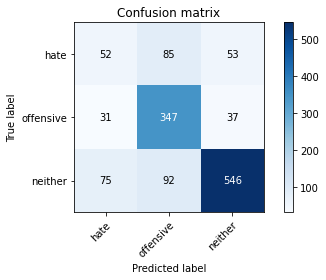 Confusion matrix
True label
hate 52 85 53
offensive 31 347 37
neither 75 92 546
hate offensive neither
Predicted label
500
400
300
200
100